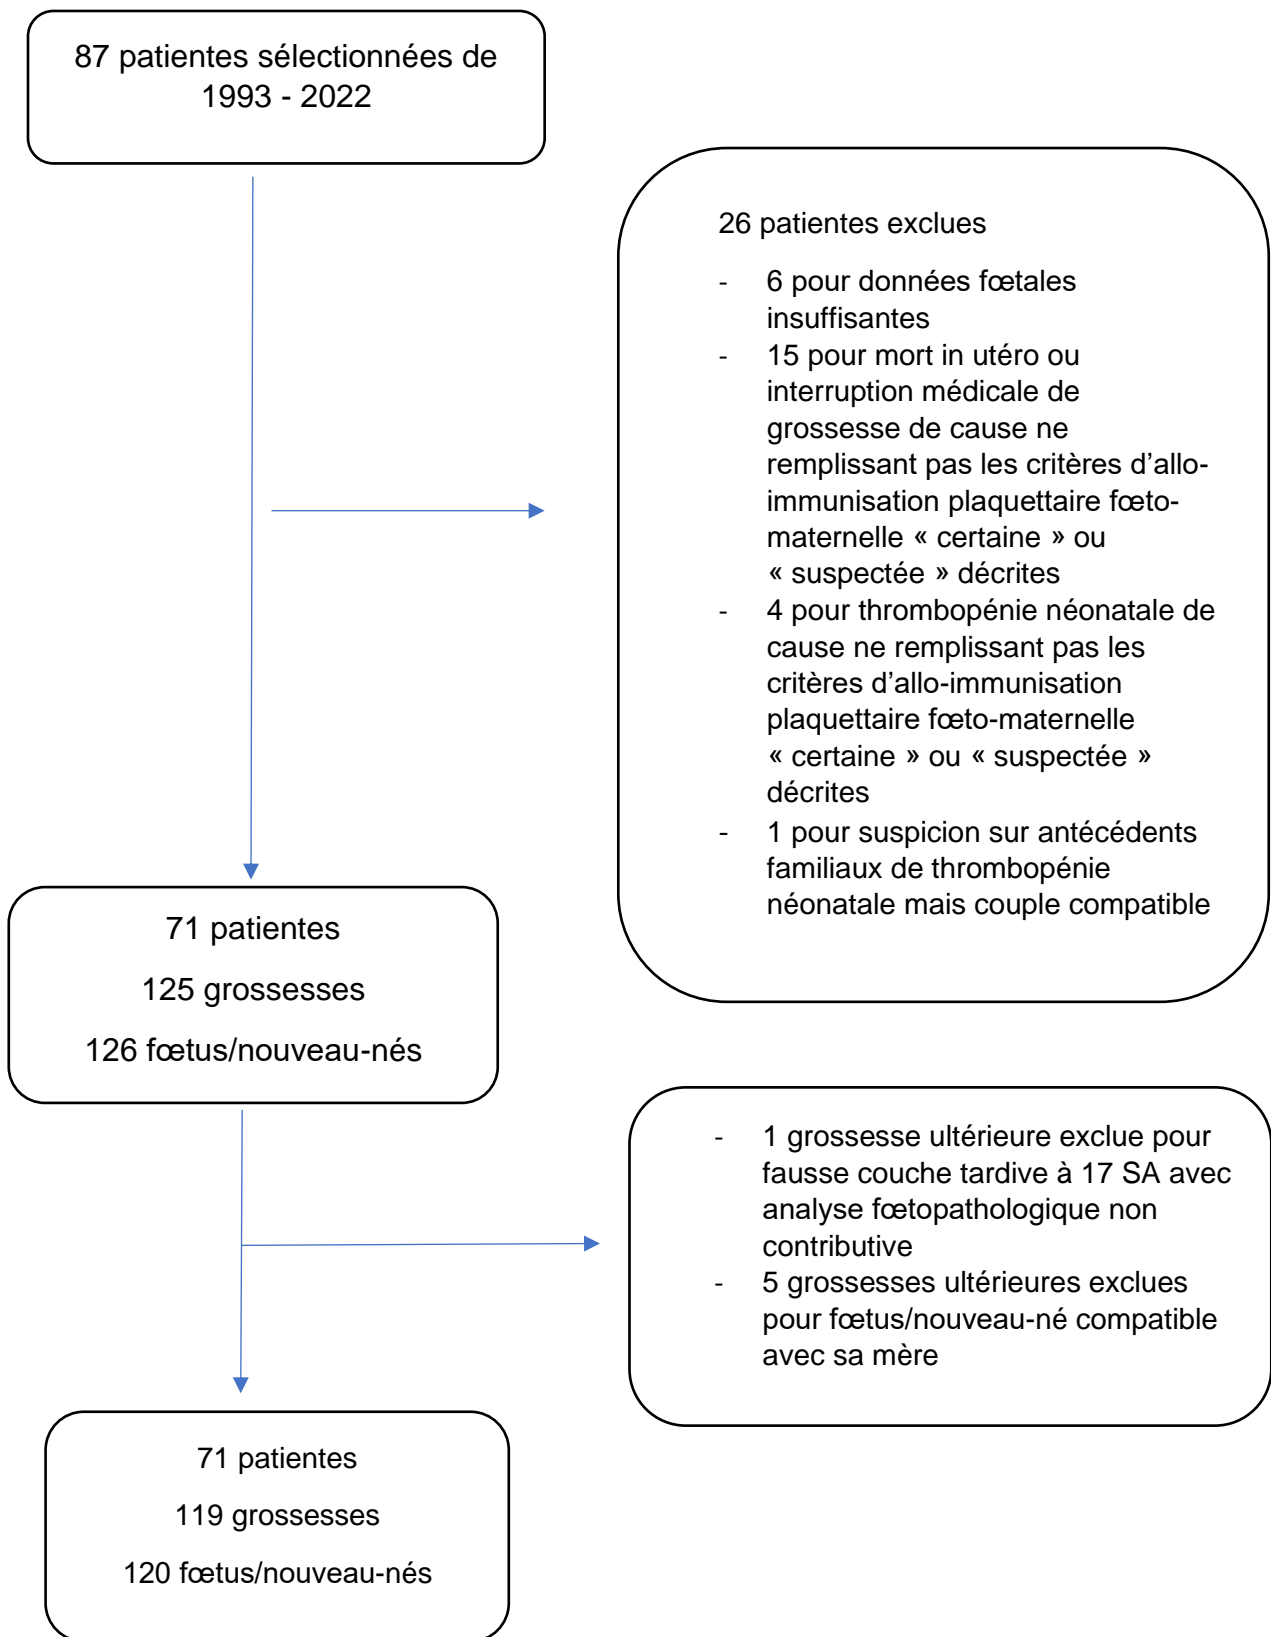 87 patientes sélectionnées de
1993 - 2022
26 patientes exclues
- 6 pour données fœtales
insuffisantes
- 15 pour mort in utéro ou
interruption médicale de
grossesse de cause ne
remplissant pas les critères d’allo-
immunisation plaquettaire fœto-
maternelle « certaine » ou
« suspectée » décrites
- 4 pour thrombopénie néonatale de
cause ne remplissant pas les
critères d’allo-immunisation
plaquettaire fœto-maternelle
« certaine » ou « suspectée »
décrites
- 1 pour suspicion sur antécédents
familiaux de thrombopénie
néonatale mais couple compatible
71 patientes
125 grossesses
126 fœtus/nouveau-nés
- 1 grossesse ultérieure exclue pour
fausse couche tardive à 17 SA avec
analyse fœtopathologique non
contributive
- 5 grossesses ultérieures exclues
pour fœtus/nouveau-né compatible
avec sa mère
71 patientes
119 grossesses
120 fœtus/nouveau-nés